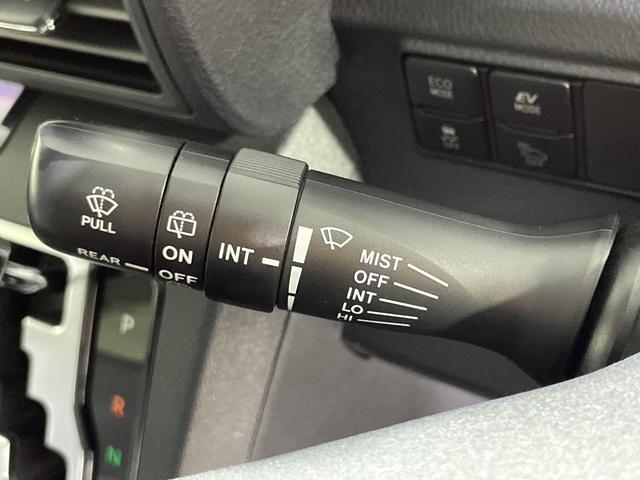 ECO
MODE
EV
MODE
PULL
REAR
ON
OFF
INT
MIST
OFF
INT
LO
HI
P
R
N